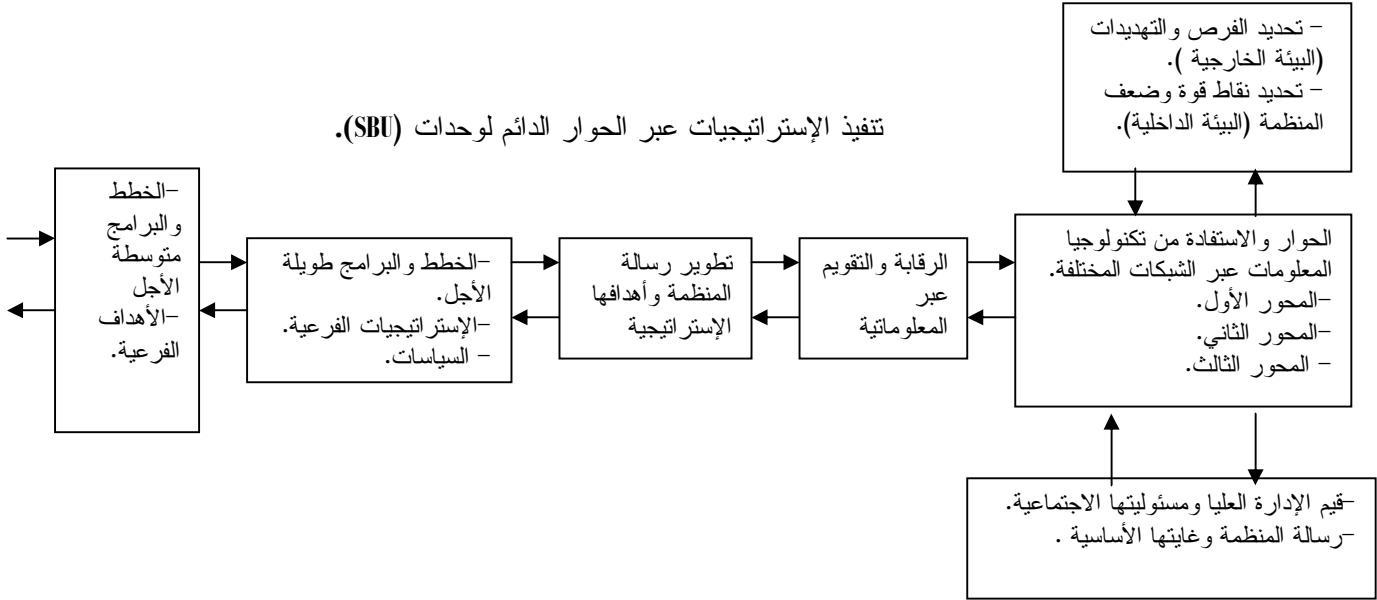 – تحديد الفرص والتهديدات
(البيئة الخارجية ).
– تحديد نقاط قوة وضعف
المنظمة (البيئة الداخلية).
تنفيذ الإستراتيجيات عبر الحوار الدائم لوحدات (SBU).
الحوار والاستفادة من تكنولوجيا
المعلومات عبر الشبكات المختلفة.
–المحور الأول.
–المحور الثاني.
– المحور الثالث.
الرقابة والتقويم
عبر
المعلوماتية
تطوير رسالة
المنظمة وأهدافها
الإستراتيجية
–الخطط والبرامج طويلة
الأجل.
–الإستراتيجيات الفرعية.
– السياسات.
–الخطط
والبرامج
متوسطة
الأجل
–الأهداف
الفرعية.
–قيم الإدارة العليا ومسئوليتها الاجتماعية.
–رسالة المنظمة وغايتها الأساسية .